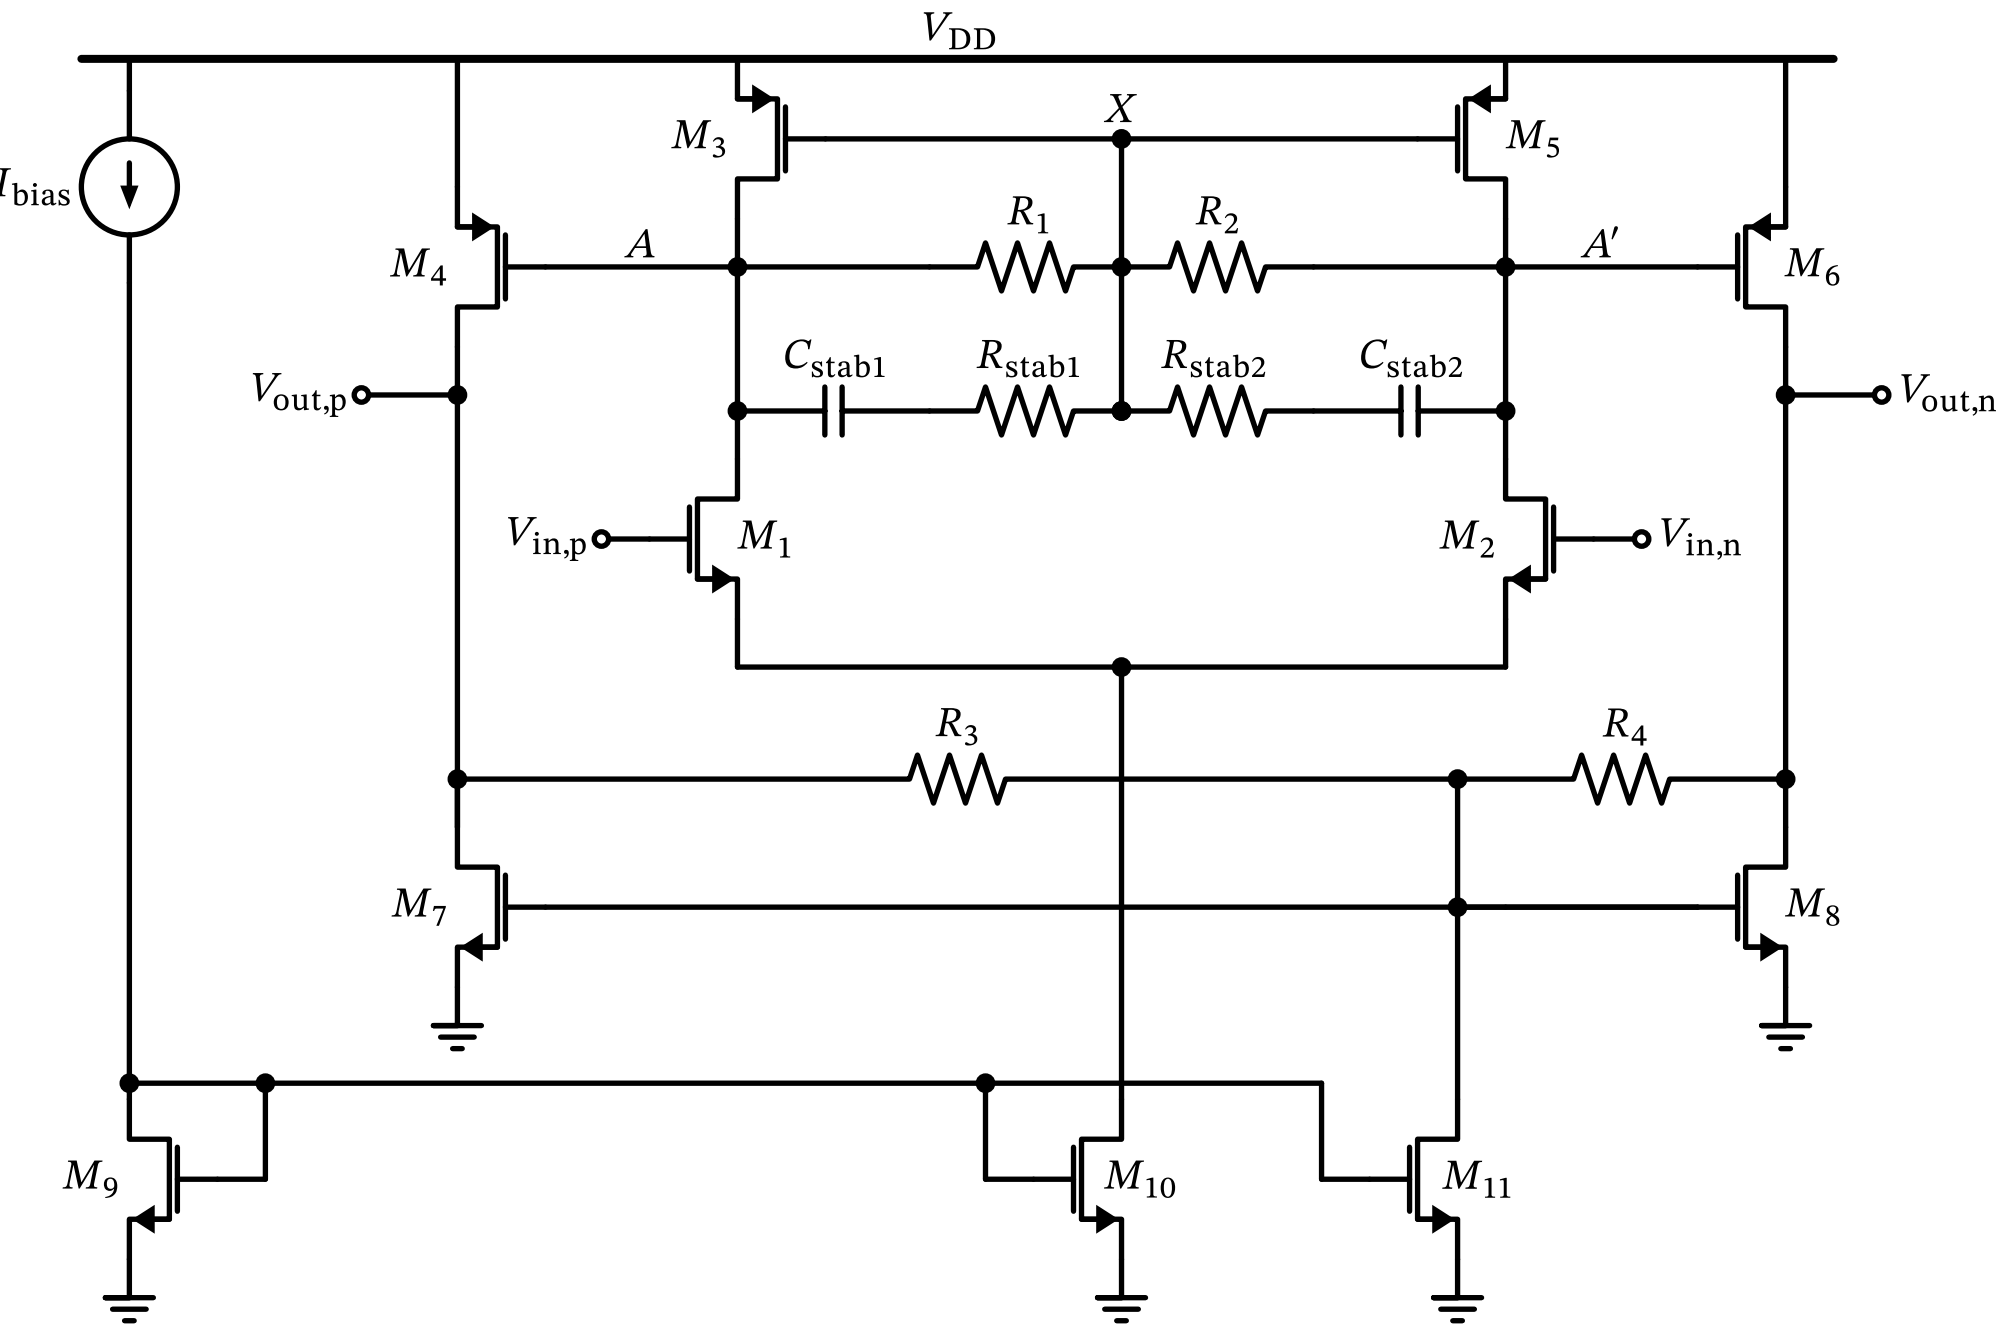 V_DD
X
M_3
M_5
I_bias
R_1
R_2
A
A′
M_4
M_6
C_stab1
R_stab1
R_stab2
C_stab2
V_out,p
V_out,n
V_in,p
M_1
M_2
V_in,n
R_3
R_4
M_7
M_8
M_9
M_10
M_11